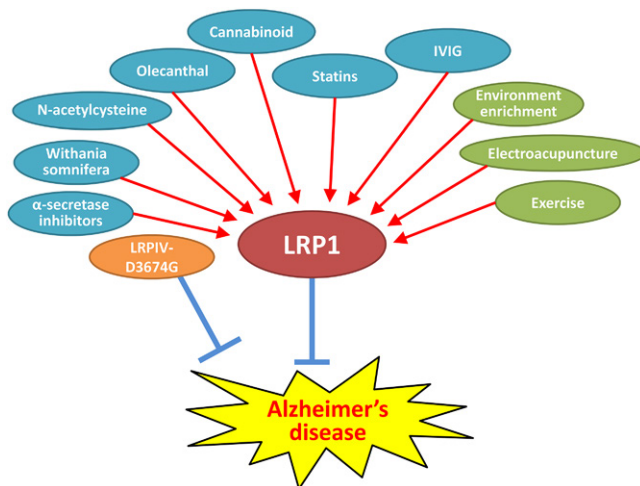 Cannabinoid
IVIG
Olecanthal
Statins
Environment
enrichment
N-acetylcysteine
Electroacupuncture
Withania
somnifera
α-secretase
inhibitors
Exercise
LRPIV-
D3674G
LRP1
Alzheimer's
disease